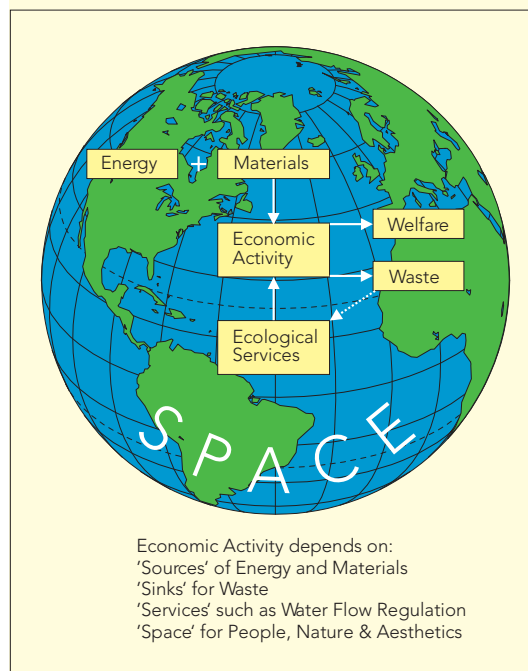 Energy + Materials
Economic
Activity
Welfare
Waste
Ecological
Services
SPACE
Economic Activity depends on:
'Sources' of Energy and Materials
'Sinks' for Waste
'Services' such as Water Flow Regulation
'Space' for People, Nature & Aesthetics